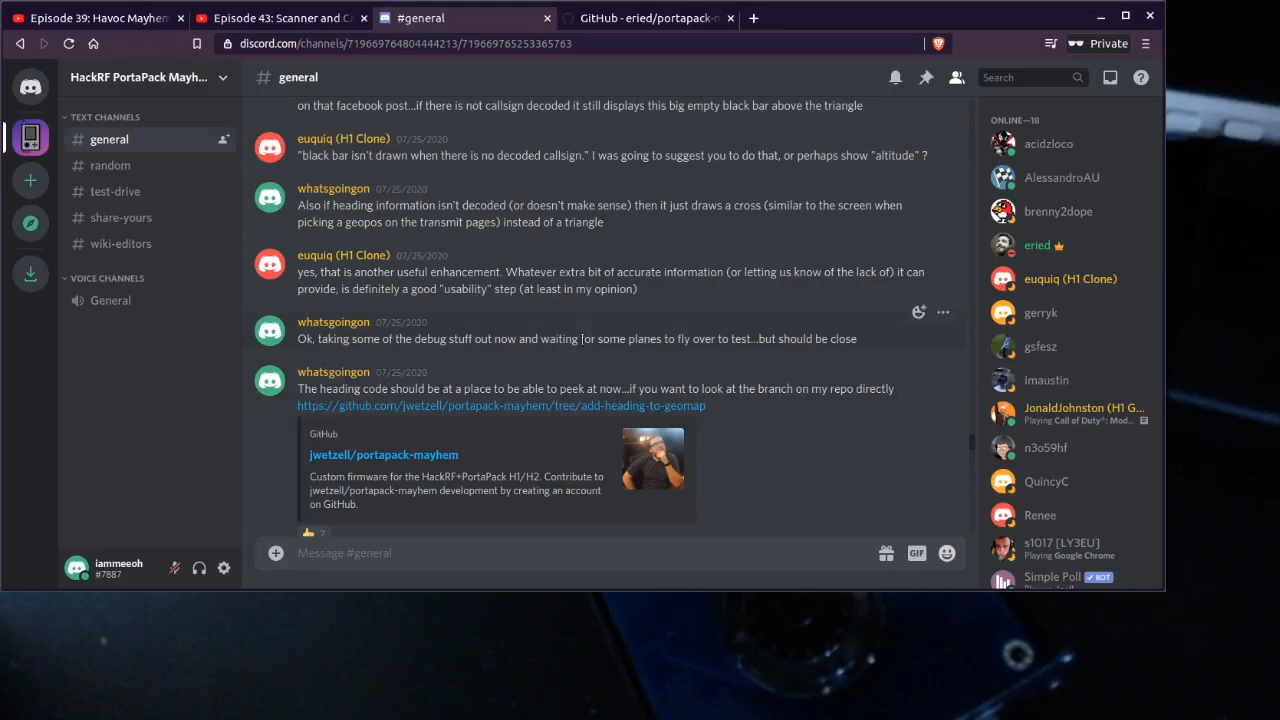 Episode 39: Havoc Mayhem
Episode 43: Scanner and C
#general
GitHub - eried/portapack-m
discord.com/channels/719669764804444213/719669765253365763
Private
HackRF PortaPack Mayh...
general
Search
TEXT CHANNELS
general
random
test-drive
share-yours
wiki-editors
VOICE CHANNELS
General
iammeeoh
#7887
on that facebook post...if there is not callsign decoded it still displays this big empty black bar above the triangle
euquiq (H1 Clone) 07/25/2020
"black bar isn't drawn when there is no decoded callsign." I was going to suggest you to do that, or perhaps show "altitude" ?
whatsgoingon 07/25/2020
Also if heading information isn't decoded (or doesn't make sense) then it just draws a cross (similar to the screen when
picking a geopos on the transmit pages) instead of a triangle
euquiq (H1 Clone) 07/25/2020
yes, that is another useful enhancement. Whatever extra bit of accurate information (or letting us know of the lack of) it can
provide, is definitely a good "usability" step (at least in my opinion)
whatsgoingon 07/25/2020
Ok, taking some of the debug stuff out now and waiting for some planes to fly over to test...but should be close
whatsgoingon 07/25/2020
The heading code should be at a place to be able to peek at now...if you want to look at the branch on my repo directly
https://github.com/jwetzell/portapack-mayhem/tree/add-heading-to-geomap
GitHub
jwetzell/portapack-mayhem
Custom firmware for the HackRF+PortaPack H1/H2. Contribute to
jwetzell/portapack-mayhem development by creating an account
on GitHub.
Message #general
GIF
ONLINE—18
acidzloco
AlessandroAU
brenny2dope
eried
euquiq (H1 Clone)
gerryk
gsfesz
imaustin
JonaldJohnston (H1 G...
Playing Call of Duty®: Mod...
n3o59hf
QuincyC
Renee
s1017 [LY3EU]
Playing Google Chrome
Simple Poll BOT